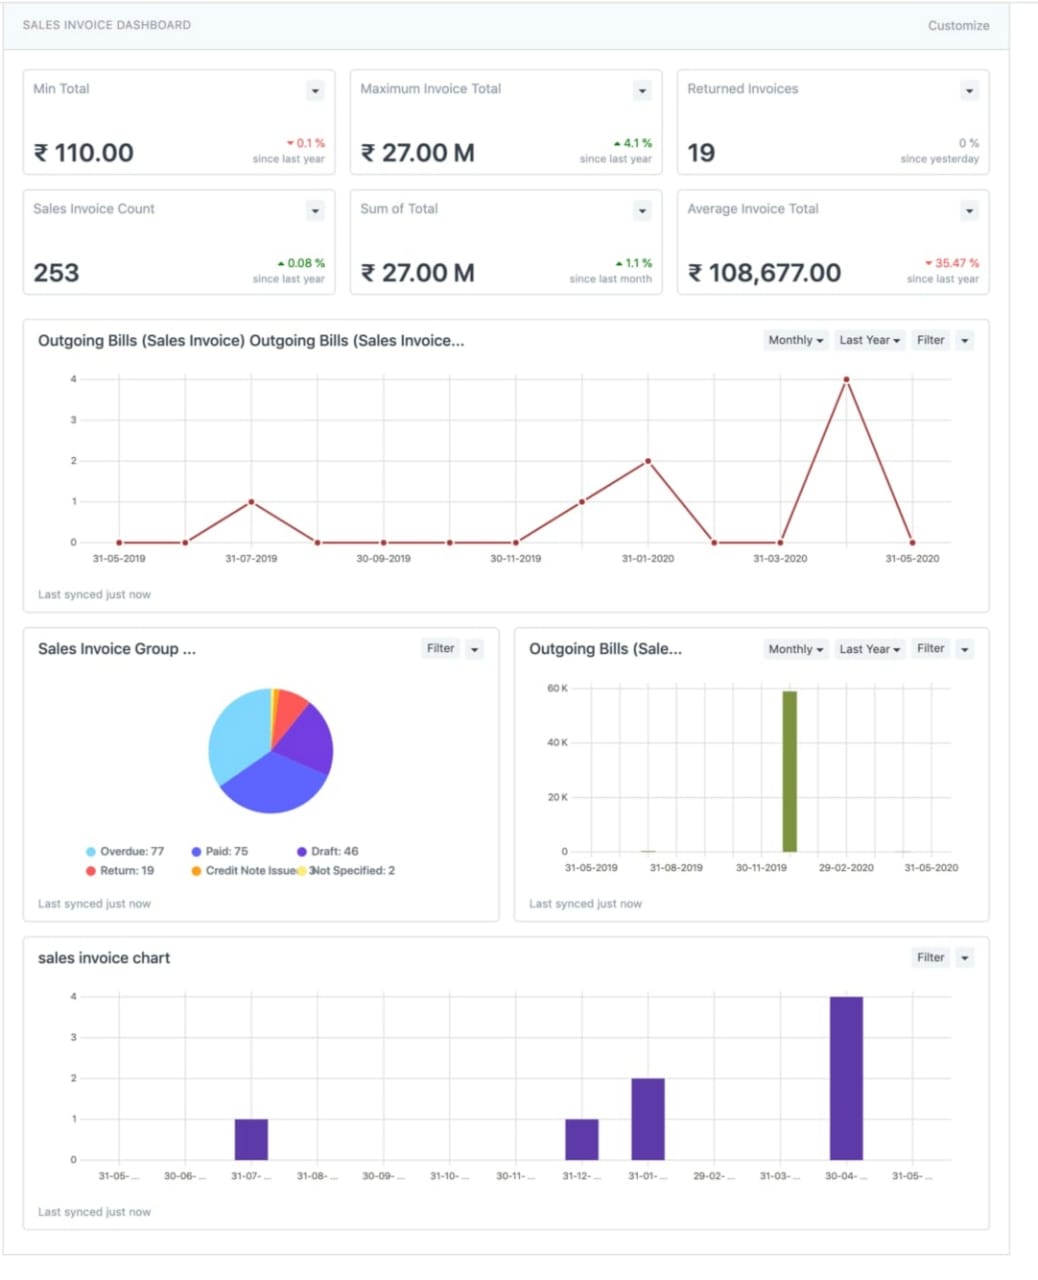 SALES INVOICE DASHBOARD
Customize
Min Total
₹ 110.00
0.1 %
since last year
Maximum Invoice Total
₹ 27.00 M
4.1 %
since last year
Returned Invoices
19
0 %
since yesterday
Sales Invoice Count
253
0.08 %
since last year
Sum of Total
₹ 27.00 M
1.1 %
since last month
Average Invoice Total
₹ 108,677.00
35.47 %
since last year
Outgoing Bills (Sales Invoice) Outgoing Bills (Sales Invoice...
Monthly Last Year Filter
4
3
2
1
0
31-05-2019 31-07-2019 30-09-2019 30-11-2019 31-01-2020 31-03-2020 31-05-2020
Last synced just now
Sales Invoice Group ...
Filter
Overdue: 77 Paid: 75 Draft: 46
Return: 19 Credit Note Issue 3 Not Specified: 2
Last synced just now
Outgoing Bills (Sale...
Monthly Last Year Filter
60 K
40 K
20 K
0
31-05-2019 31-08-2019 30-11-2019 29-02-2020 31-05-2020
Last synced just now
sales invoice chart
Filter
4
3
2
1
0
31-05-... 30-06-... 31-07-... 31-08-... 30-09-... 31-10-... 30-11-... 31-12-... 31-01-... 29-02-... 31-03-... 30-04-... 31-05-...
Last synced just now